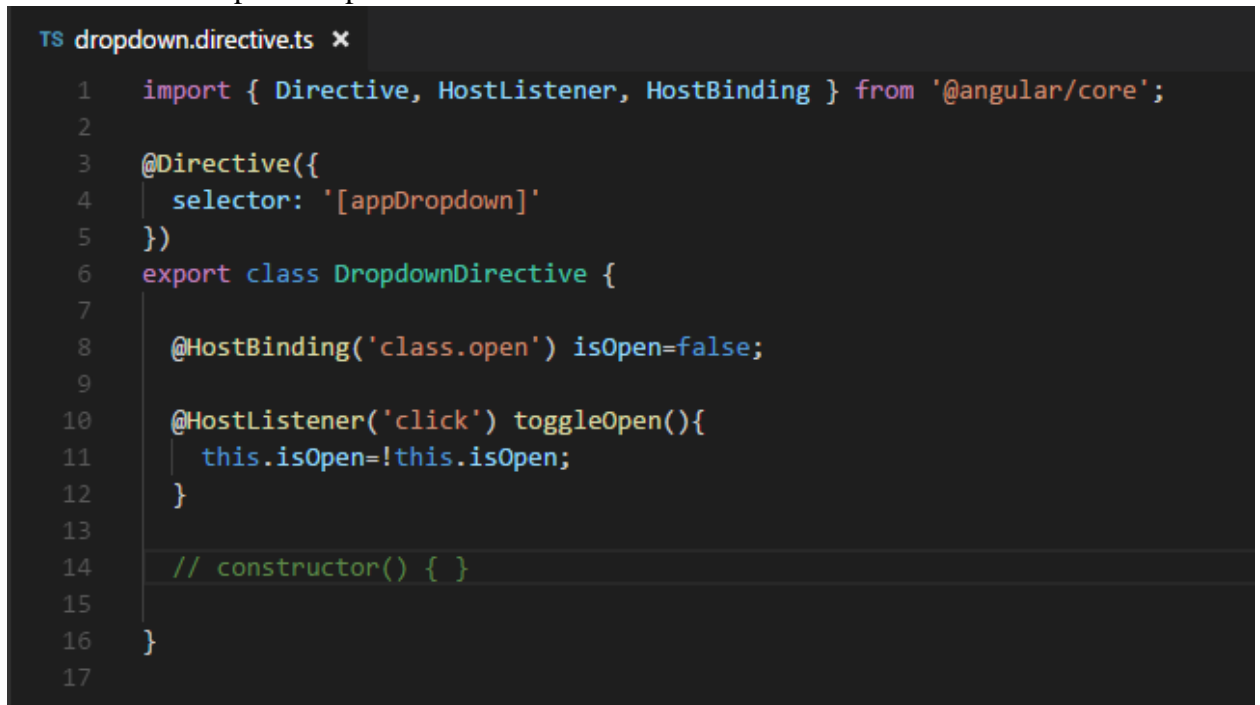 TS dropdown.directive.ts ×
1 import { Directive, HostListener, HostBinding } from '@angular/core';
2
3 @Directive({
4 selector: '[appDropdown]'
5 })
6 export class DropdownDirective {
7
8 @HostBinding('class.open') isOpen=false;
9
10 @HostListener('click') toggleOpen(){
11 this.isOpen=!this.isOpen;
12 }
13
14 // constructor() { }
15
16 }
17